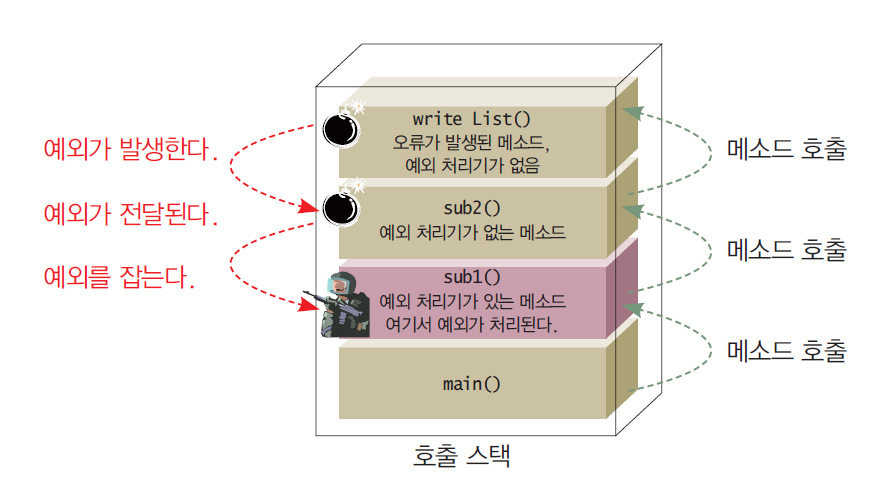 write List()
오류가 발생된 메소드,
예외 처리기가 없음
sub2()
예외 처리기가 없는 메소드
sub1()
예외 처리기가 있는 메소드
여기서 예외가 처리된다.
main()
호출 스택
예외가 발생한다.
예외가 전달된다.
예외를 잡는다.
메소드 호출
메소드 호출
메소드 호출